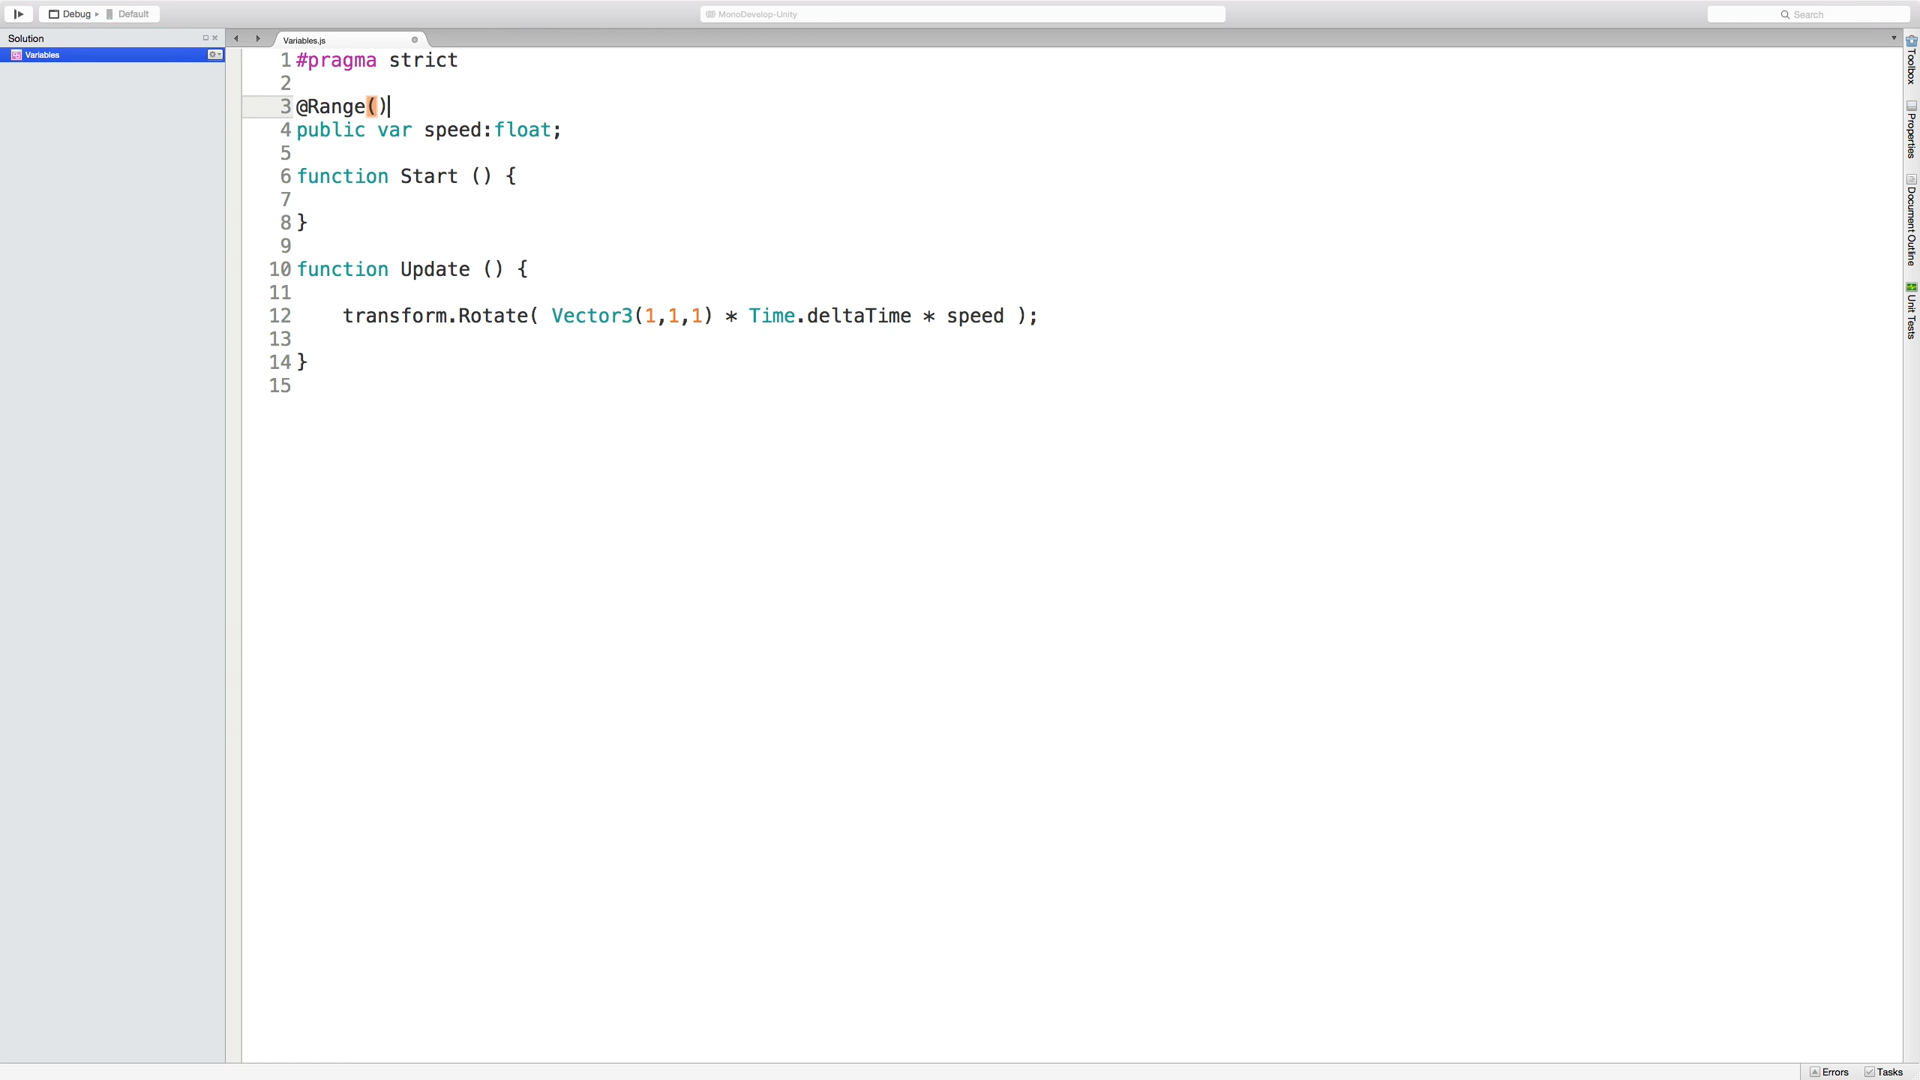 Debug
Default
MonoDevelop-Unity
Search
Solution
Variables.js
Variables
1 #pragma strict
2
3 @Range()
4 public var speed:float;
5
6 function Start () {
7
8 }
9
10 function Update () {
11
12 transform.Rotate( Vector3(1,1,1) * Time.deltaTime * speed );
13
14 }
15
Toolbox
Properties
Document Outline
Unit Tests
Errors
Tasks